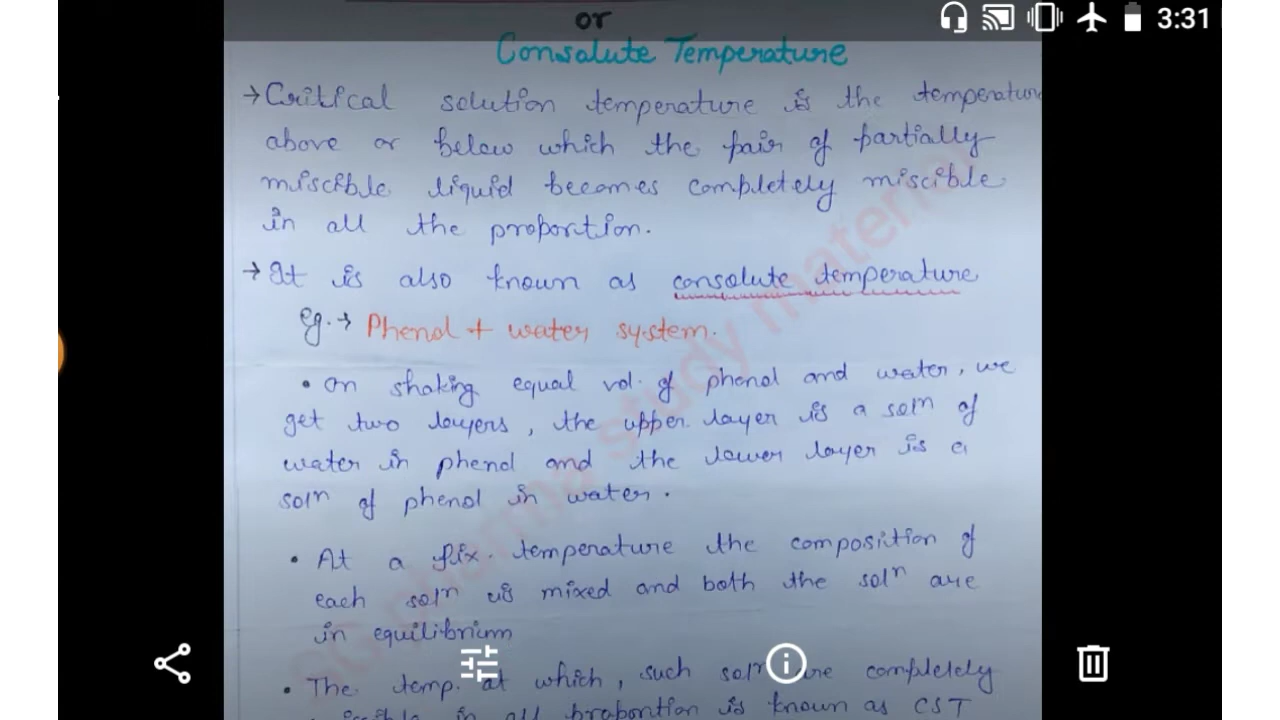 3:31
or
Consolute Temperature
→ Critical solution temperature is the temperature
above or below which the pair of partially
miscible liquid becomes completely miscible
in all the proportion.
→ It is also known as consolute temperature
eg. → Phenol + water system.
• On shaking equal vol. of phenol and water, we
get two layers, the upper layer is a solⁿ of
water in phenol and the lower layer is a
solⁿ of phenol in water.
• At a fix. temperature the composition of
each solⁿ is mixed and both the solⁿ are
in equilibrium
• The temp. at which, such solⁿ are completely
in all proportion is known as CST
SG pharma study material